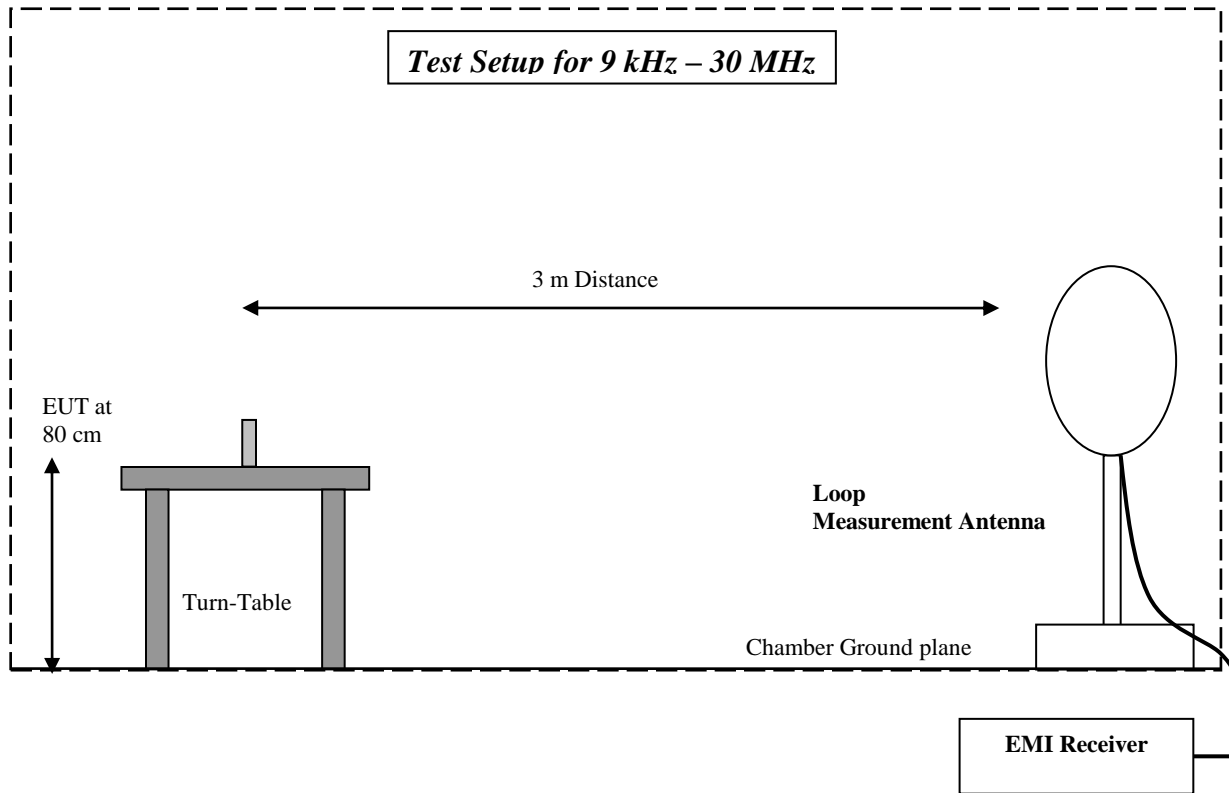 Test Setup for 9 kHz – 30 MHz
3 m Distance
EUT at
80 cm
Loop
Measurement Antenna
Turn-Table
Chamber Ground plane
EMI Receiver